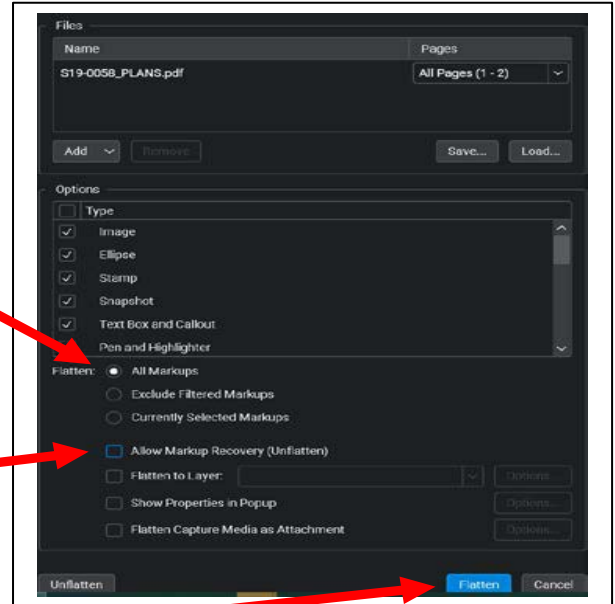 Files
Name Pages
S19-0058_PLANS.pdf All Pages (1 - 2)
Add Remove Save... Load...
Options
Type
Image
Ellipse
Stamp
Snapshot
Text Box and Callout
Pen and Highlighter
Flatten: All Markups
Exclude Filtered Markups
Currently Selected Markups
Allow Markup Recovery (Unflatten)
Flatten to Layer: Options...
Show Properties in Popup Options...
Flatten Capture Media as Attachment Options...
Unflatten Flatten Cancel